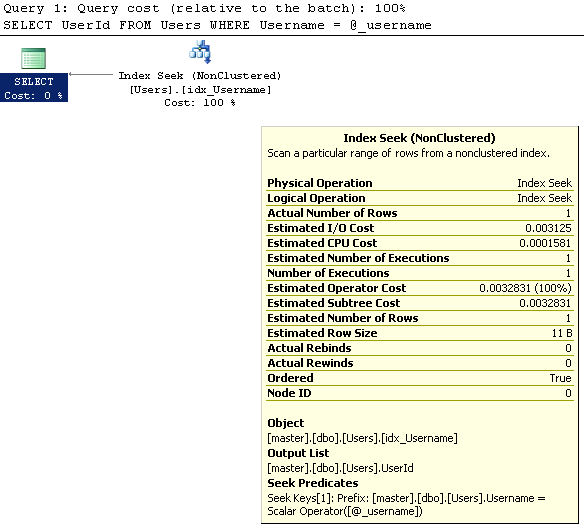 Query 1: Query cost (relative to the batch): 100%
SELECT UserId FROM Users WHERE Username = @_username
SELECT
Cost: 0 %
Index Seek (NonClustered)
[Users].[idx_Username]
Cost: 100 %
Index Seek (NonClustered)
Scan a particular range of rows from a nonclustered index.
Physical Operation Index Seek
Logical Operation Index Seek
Actual Number of Rows 1
Estimated I/O Cost 0.003125
Estimated CPU Cost 0.0001581
Estimated Number of Executions 1
Number of Executions 1
Estimated Operator Cost 0.0032831 (100%)
Estimated Subtree Cost 0.0032831
Estimated Number of Rows 1
Estimated Row Size 11 B
Actual Rebinds 0
Actual Rewinds 0
Ordered True
Node ID 0
Object
[master].[dbo].[Users].[idx_Username]
Output List
[master].[dbo].[Users].UserId
Seek Predicates
Seek Keys[1]: Prefix: [master].[dbo].[Users].Username =
Scalar Operator([@_username])